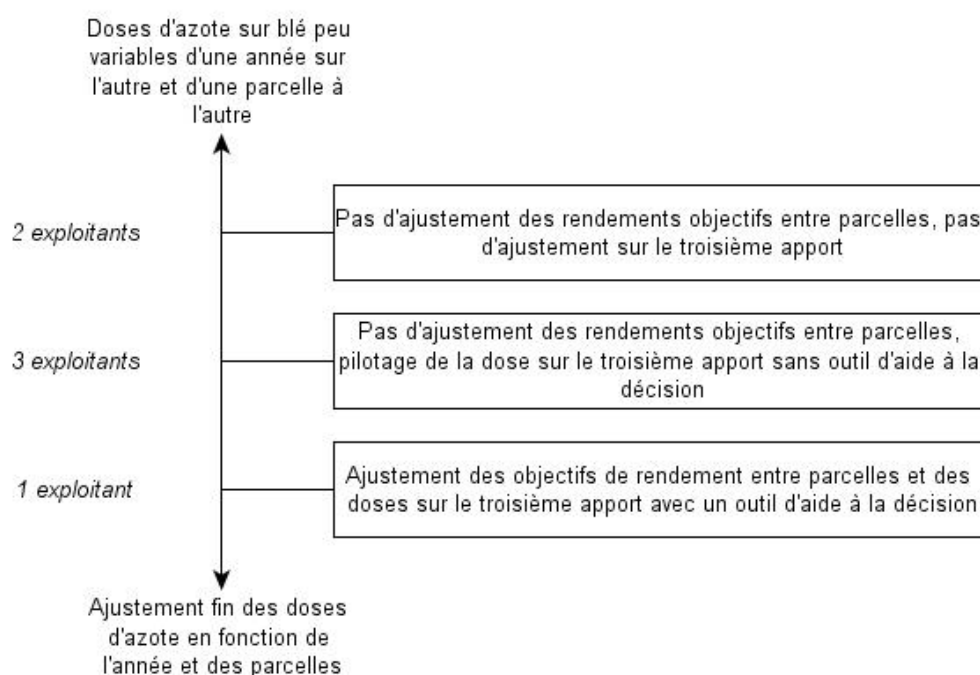 Doses d'azote sur blé peu
variables d'une année sur
l'autre et d'une parcelle à
l'autre
2 exploitants
Pas d'ajustement des rendements objectifs entre parcelles, pas
d'ajustement sur le troisième apport
3 exploitants
Pas d'ajustement des rendements objectifs entre parcelles,
pilotage de la dose sur le troisième apport sans outil d'aide à la
décision
1 exploitant
Ajustement des objectifs de rendement entre parcelles et des
doses sur le troisième apport avec un outil d'aide à la décision
Ajustement fin des doses
d'azote en fonction de
l'année et des parcelles